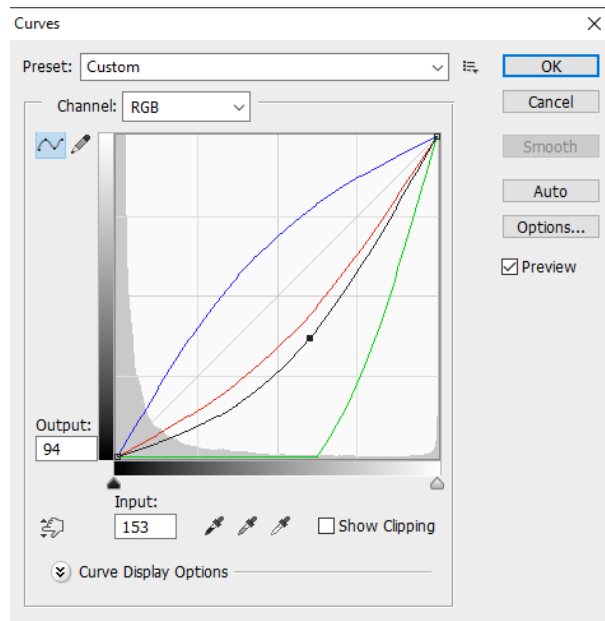 Curves
Preset: Custom
OK
Channel: RGB
Cancel
Smooth
Auto
Options...
Preview
Output:
94
Input:
153
Show Clipping
Curve Display Options